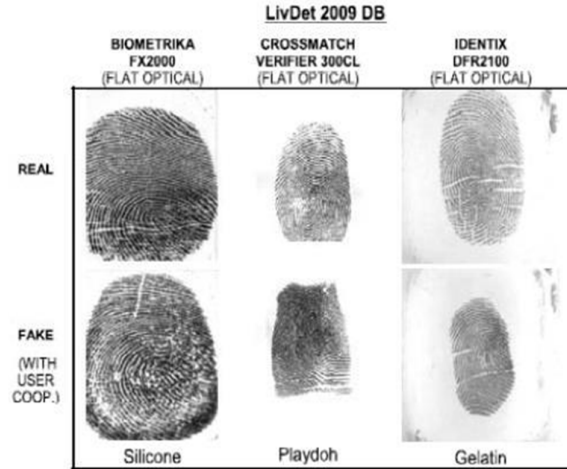 LivDet 2009 DB
BIOMETRIKA
FX2000
(FLAT OPTICAL)
CROSSMATCH
VERIFIER 300CL
(FLAT OPTICAL)
IDENTIX
DFR2100
(FLAT OPTICAL)
REAL
FAKE
(WITH
USER
COOP.)
Silicone
Playdoh
Gelatin